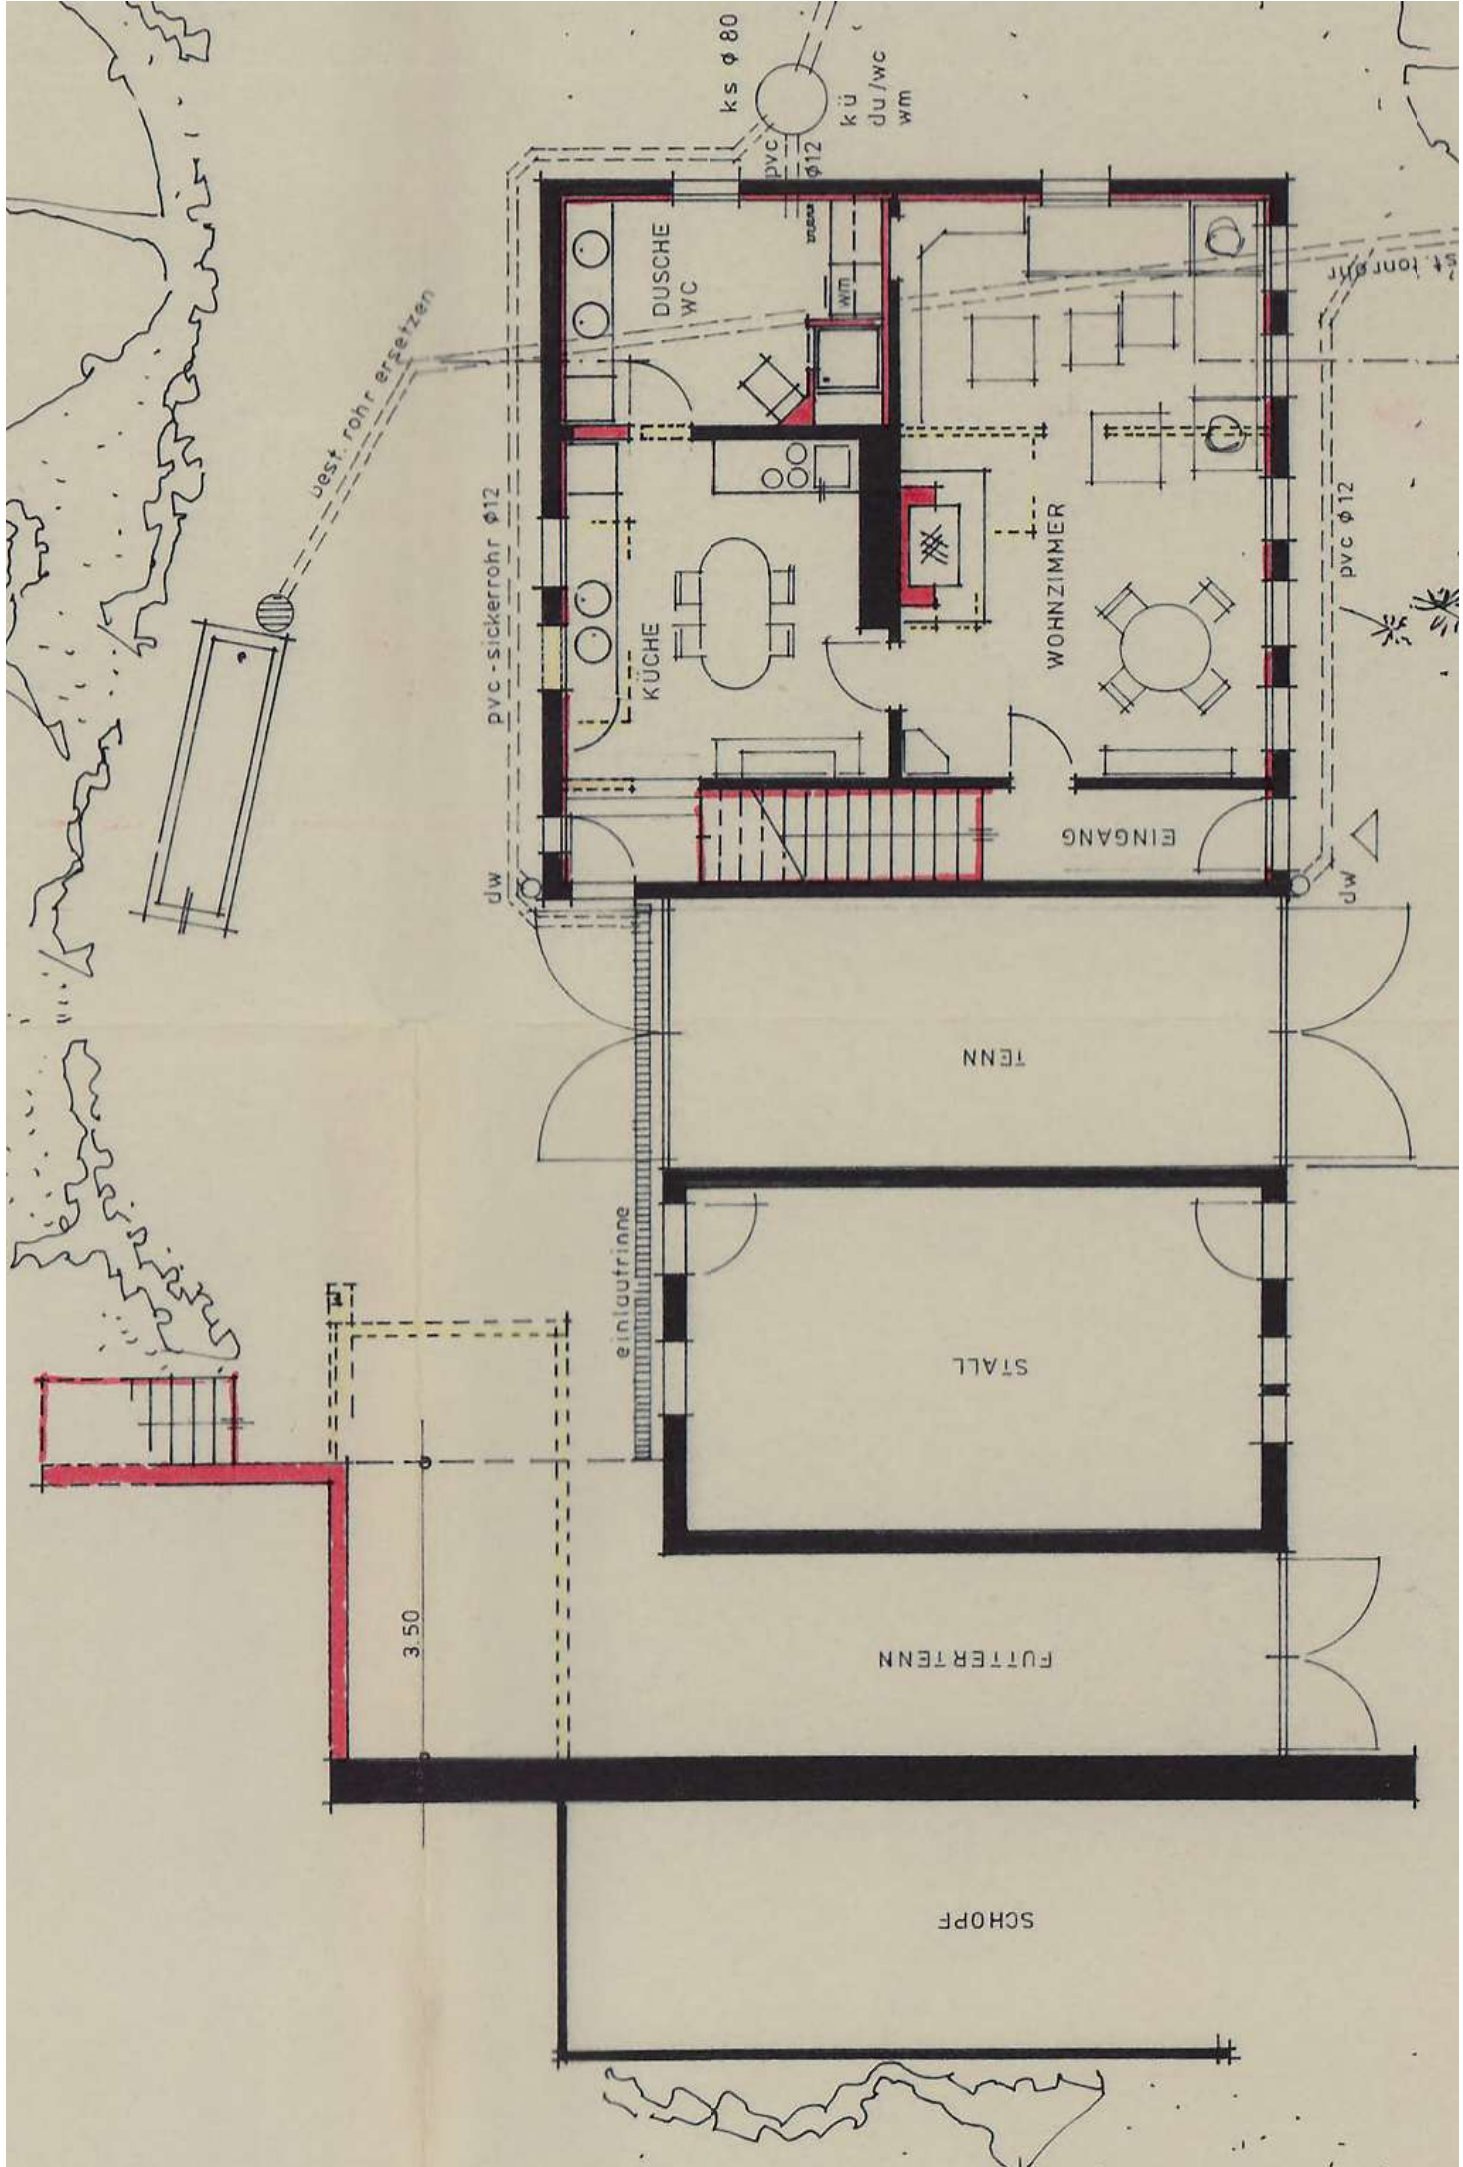 ks ø 80
kü
du/wc
wm
pvc
ø12
DUSCHE
WC
wm
best. rohr ersetzen
pvc-sickerrohr ø12
KÜCHE
WOHNZIMMER
tonrohr
pvc ø12
EINGANG
dw
dw
TENN
einlaufrinne
STALL
3.50
FUTTERTENN
SCHOPF